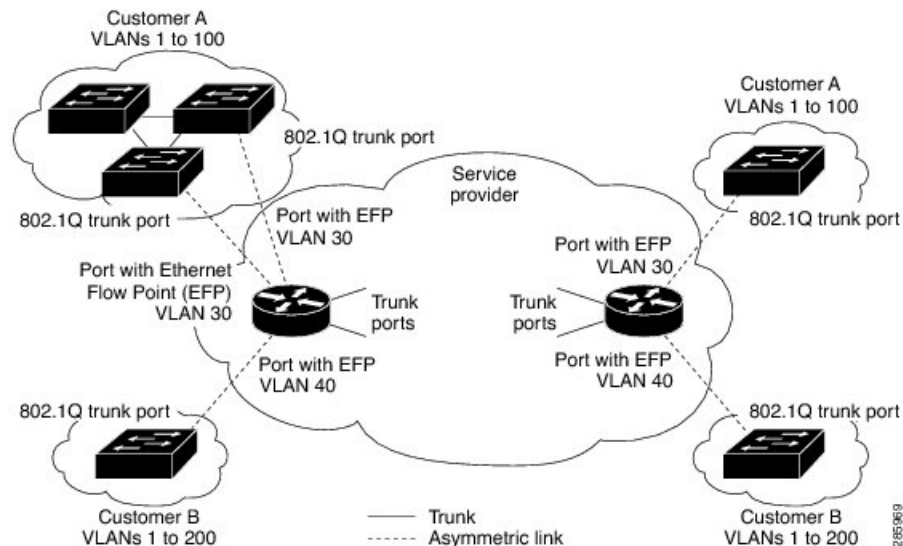 Customer A
VLANs 1 to 100
Customer A
VLANs 1 to 100
802.1Q trunk port
Service
provider
802.1Q trunk port
802.1Q trunk port
Port with EFP
VLAN 30
Port with EFP
VLAN 30
Port with Ethernet
Flow Point (EFP)
VLAN 30
Trunk
ports
Trunk
ports
Port with EFP
VLAN 40
Port with EFP
VLAN 40
802.1Q trunk port
802.1Q trunk port
Customer B
VLANs 1 to 200
Trunk
Asymmetric link
Customer B
VLANs 1 to 200
285969